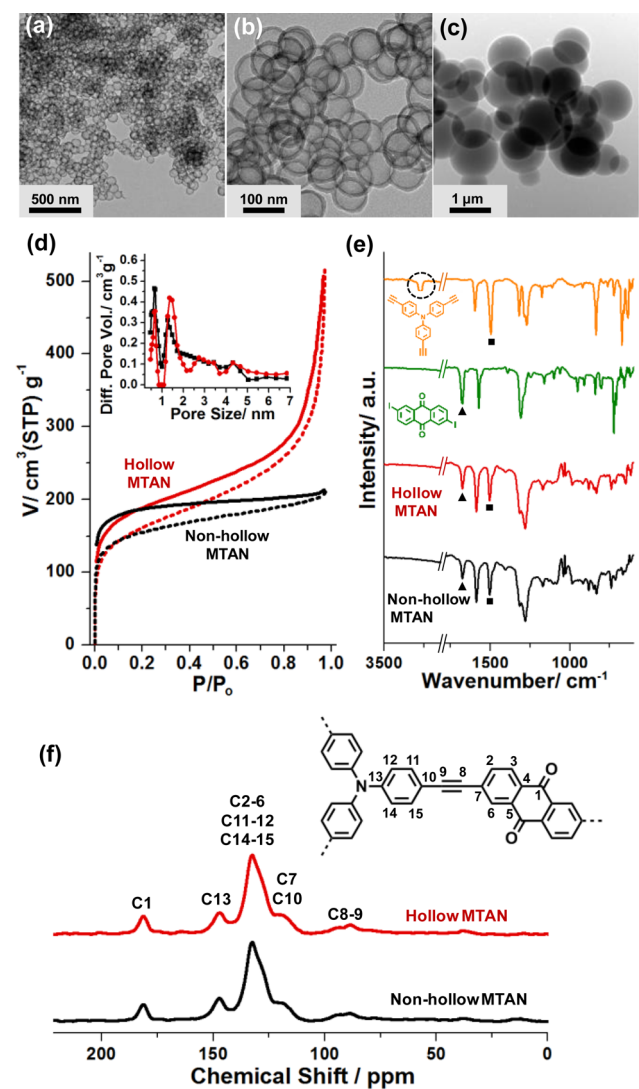 (a)
500 nm
(b)
100 nm
(c)
1 µm
(d)
V/ cm³(STP) g⁻¹
500
400
300
200
100
0
0.0 0.2 0.4 0.6 0.8 1.0
P/Pₒ
Hollow
MTAN
Non-hollow
MTAN
Diff. Pore Vol./ cm³g⁻¹
0.6
0.5
0.4
0.3
0.2
0.1
0.0
0 1 2 3 4 5 6 7
Pore Size/ nm
(e)
Intensity/ a.u.
N
I
O
O
I
Hollow
MTAN
Non-hollow
MTAN
3500 1500 1000
Wavenumber/ cm⁻¹
(f)
N
12 11
13
14 15
10
9 8
7
2 3
4
5
6
1
O
O
C1
C13
C2-6
C11-12
C14-15
C7
C10
C8-9
Hollow MTAN
Non-hollow MTAN
200 150 100 50 0
Chemical Shift / ppm